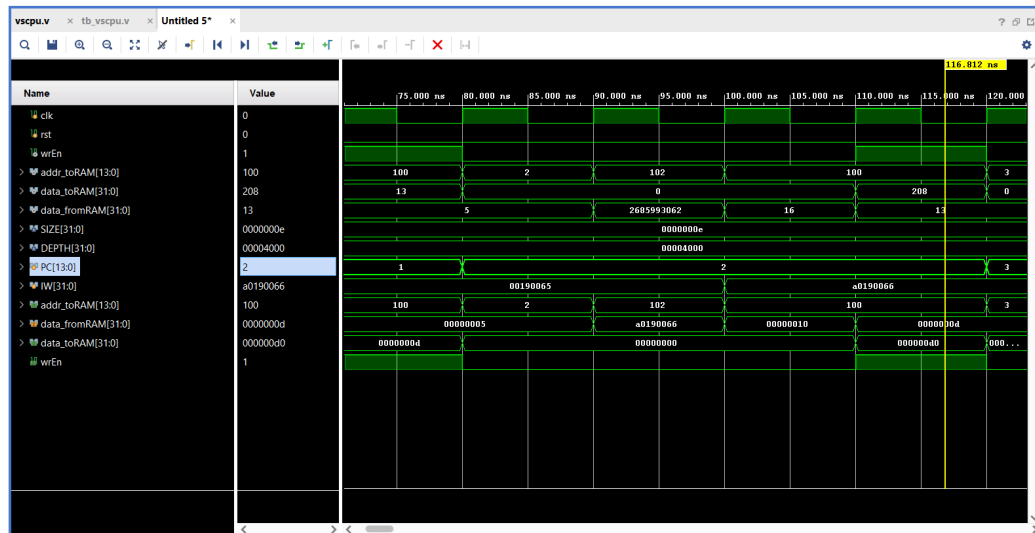 vscpu.v × tb_vscpu.v × Untitled 5* ×
116.812 ns
Name Value
75.000 ns 80.000 ns 85.000 ns 90.000 ns 95.000 ns 100.000 ns 105.000 ns 110.000 ns 115.000 ns 120.000
clk 0
rst 0
wrEn 1
addr_toRAM[13:0] 100 100 2 102 100 3
data_toRAM[31:0] 208 13 0 208 0
data_fromRAM[31:0] 13 5 2685993062 16 13
SIZE[31:0] 0000000e 0000000e
DEPTH[31:0] 00004000 00004000
PC[13:0] 2 1 2 3
IW[31:0] a0190066 00190065 a0190066
addr_toRAM[13:0] 100 100 2 102 100 3
data_fromRAM[31:0] 0000000d 00000005 a0190066 00000010 0000000d
data_toRAM[31:0] 000000d0 0000000d 00000000 000000d0 000...
wrEn 1